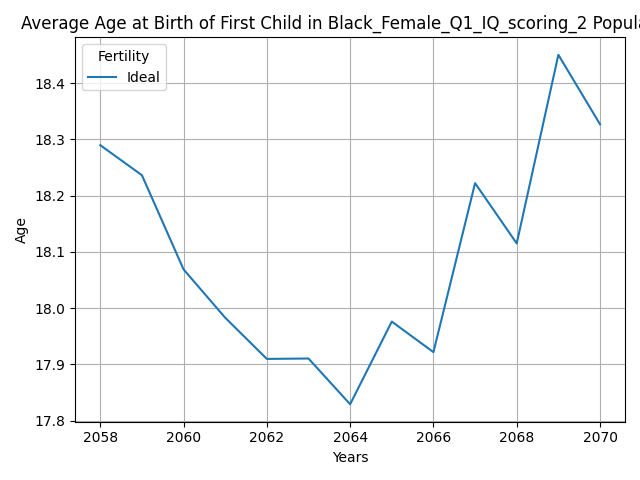 Average Age at Birth of First Child in Black_Female_Q1_IQ_scoring_2 Popula
Fertility
Ideal
18.4
18.3
18.2
18.1
18.0
17.9
17.8
Age
2058 2060 2062 2064 2066 2068 2070
Years